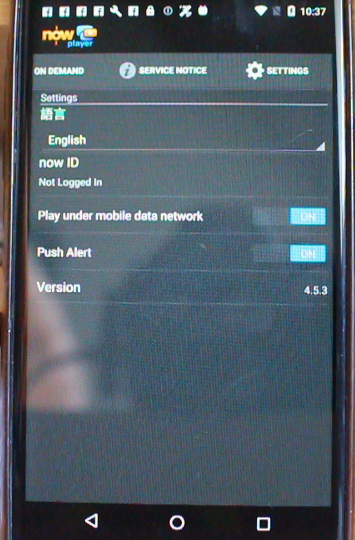 10:37
now
player
ON DEMAND
SERVICE NOTICE
SETTINGS
Settings
語言
English
now ID
Not Logged In
Play under mobile data network
ON
Push Alert
ON
Version
4.5.3